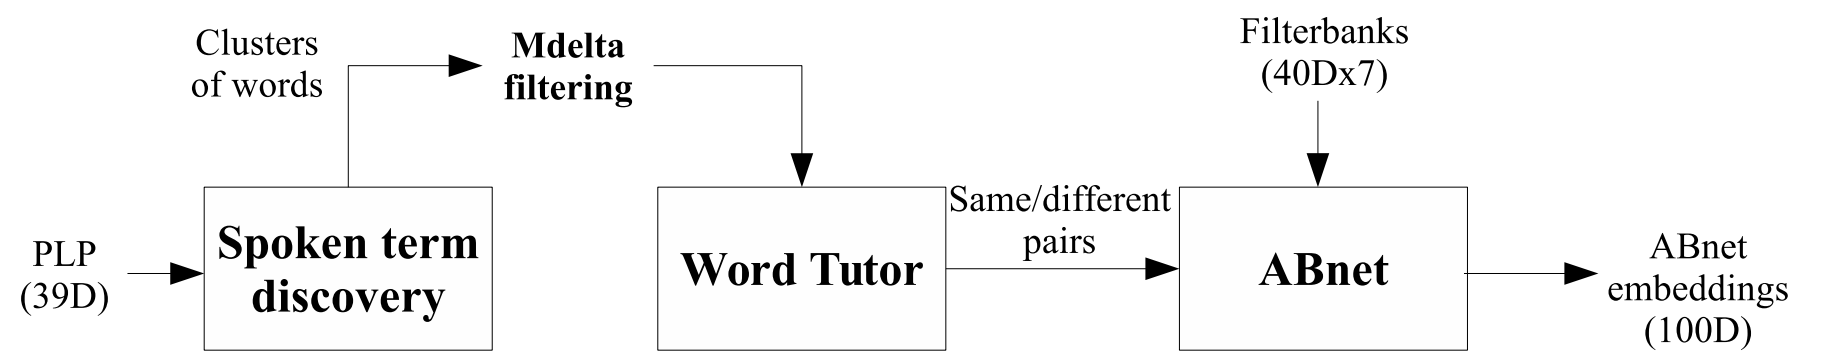 PLP
(39D)
Spoken term
discovery
Clusters
of words
Mdelta
filtering
Word Tutor
Same/different
pairs
Filterbanks
(40Dx7)
ABnet
ABnet
embeddings
(100D)